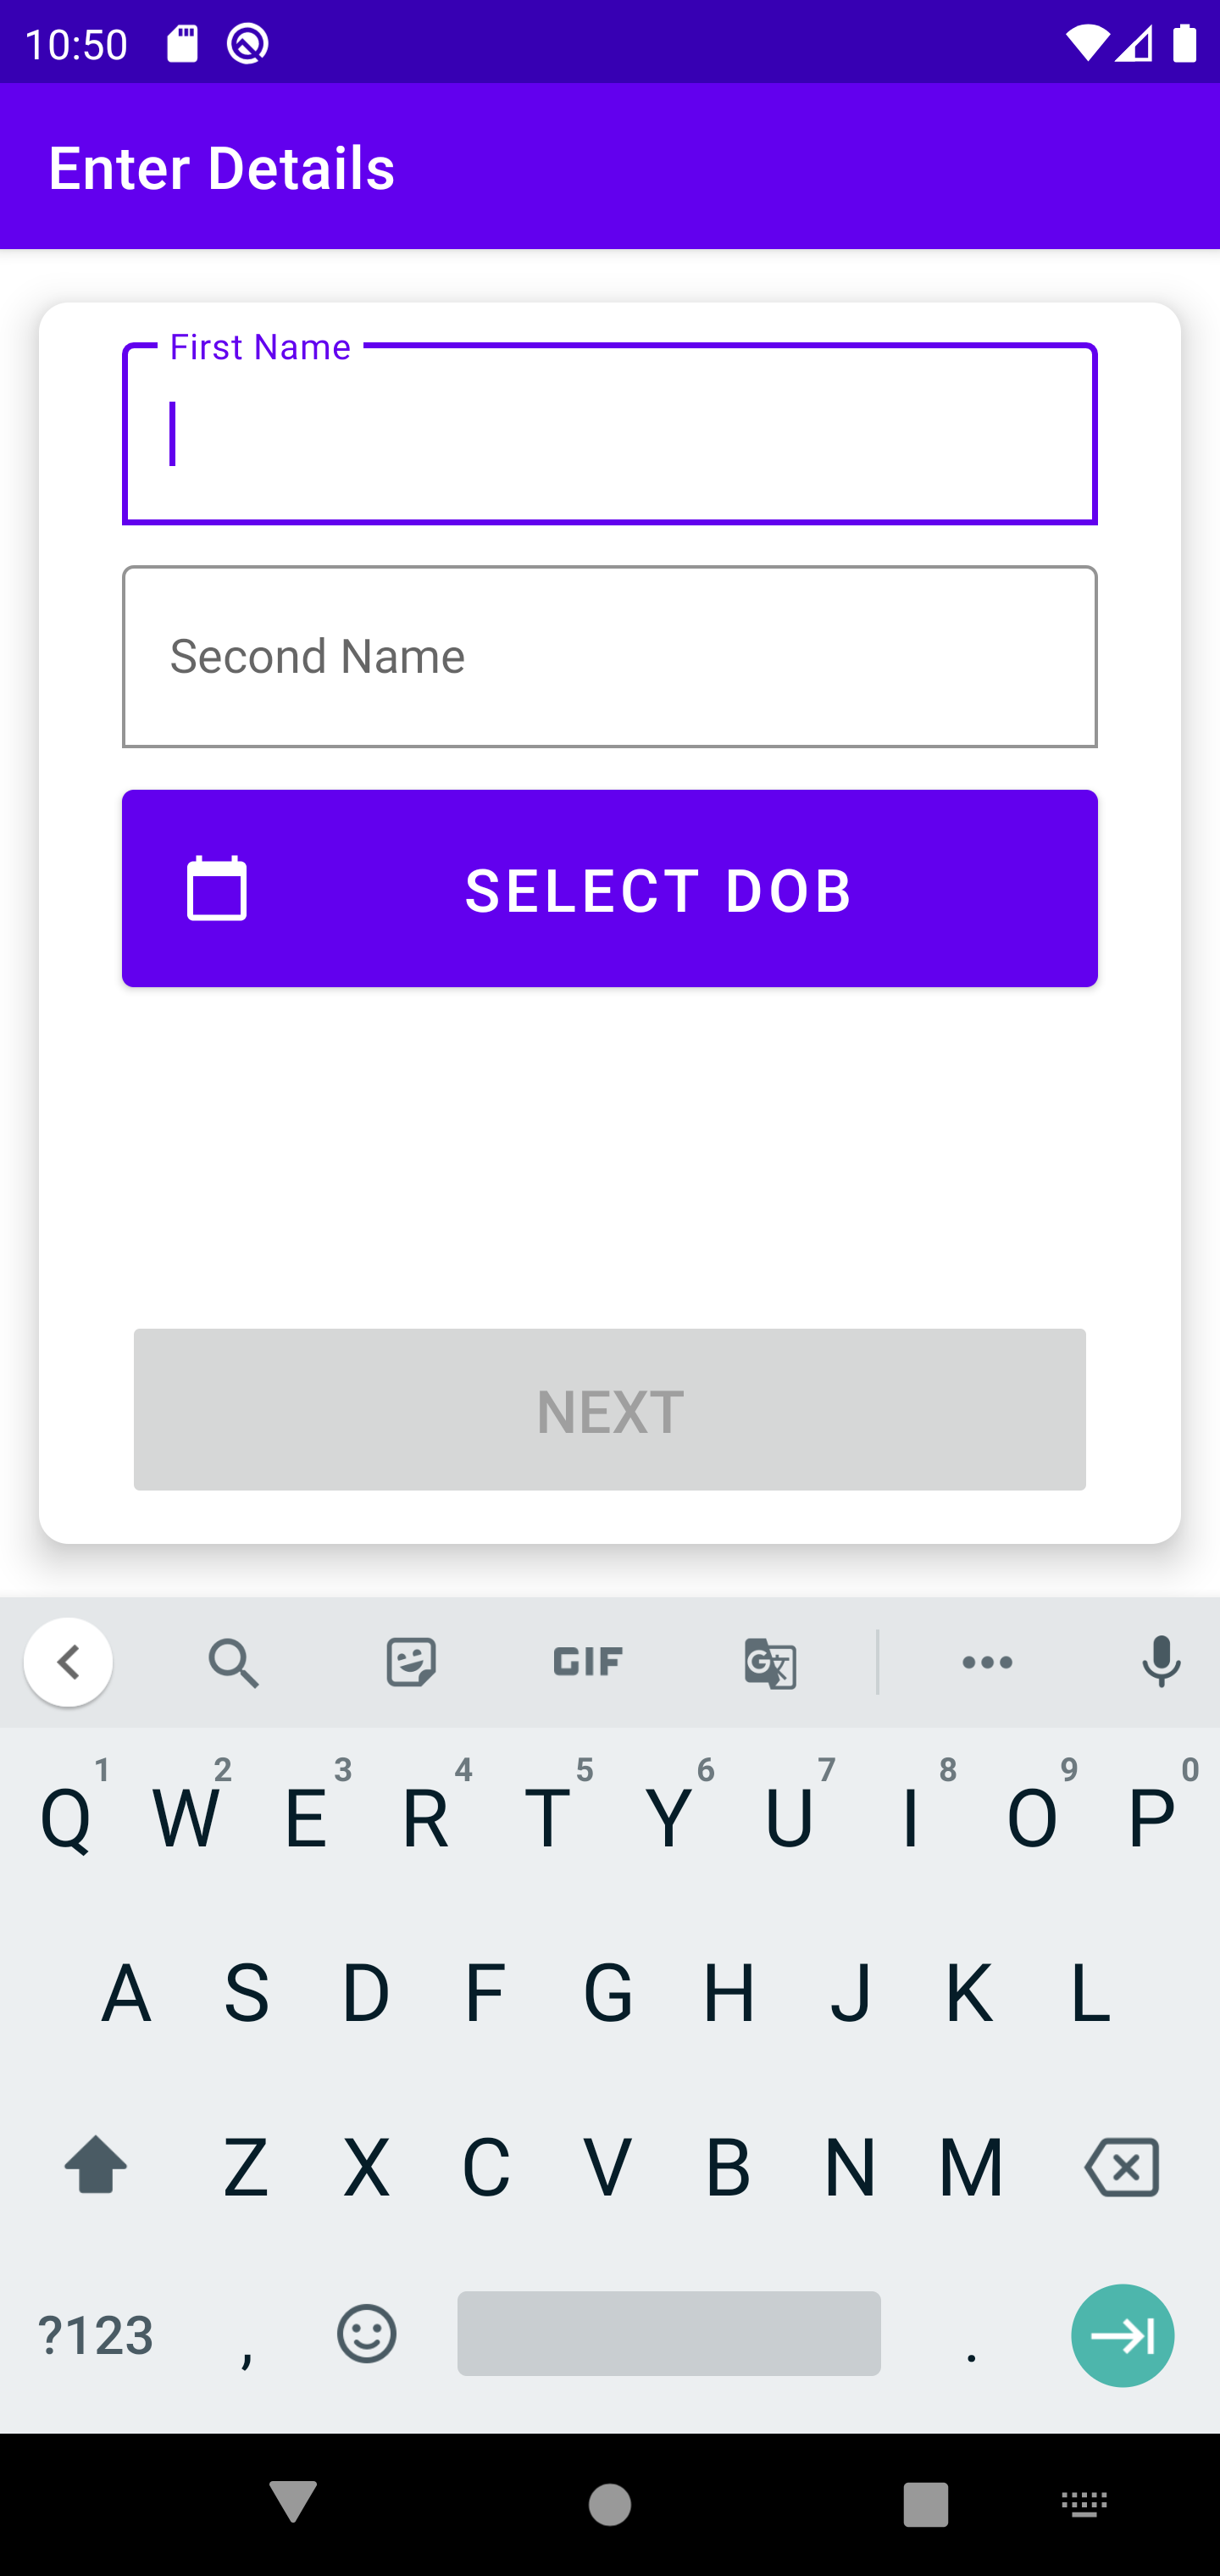 10:50
Enter Details
First Name
Second Name
SELECT DOB
NEXT
GIF
G 文
Q 1 W 2 E 3 R 4 T 5 Y 6 U 7 I 8 O 9 P 0
A S D F G H J K L
Z X C V B N M
?123 , .